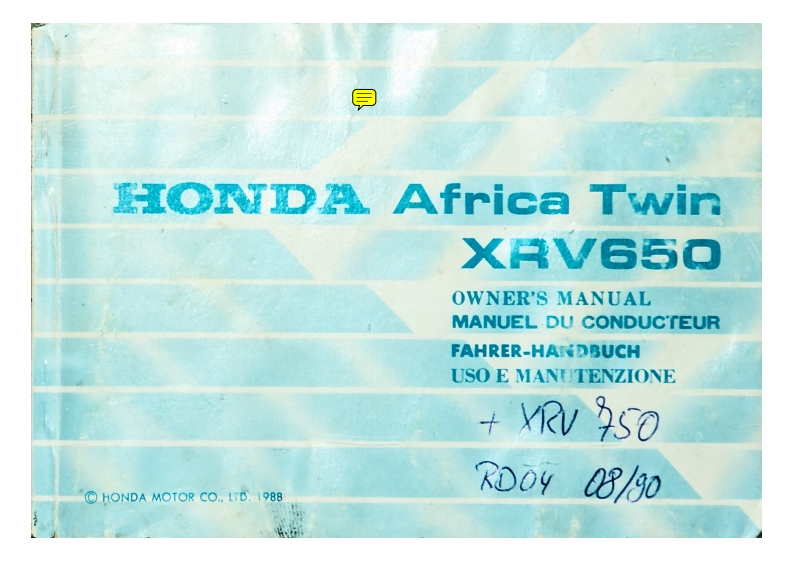 HONDA Africa Twin
XRV650
OWNER'S MANUAL
MANUEL DU CONDUCTEUR
FAHRER-HANDBUCH
USO E MANUTENZIONE
+ XRV 750
RD04 08/90
© HONDA MOTOR CO., LTD. 1988